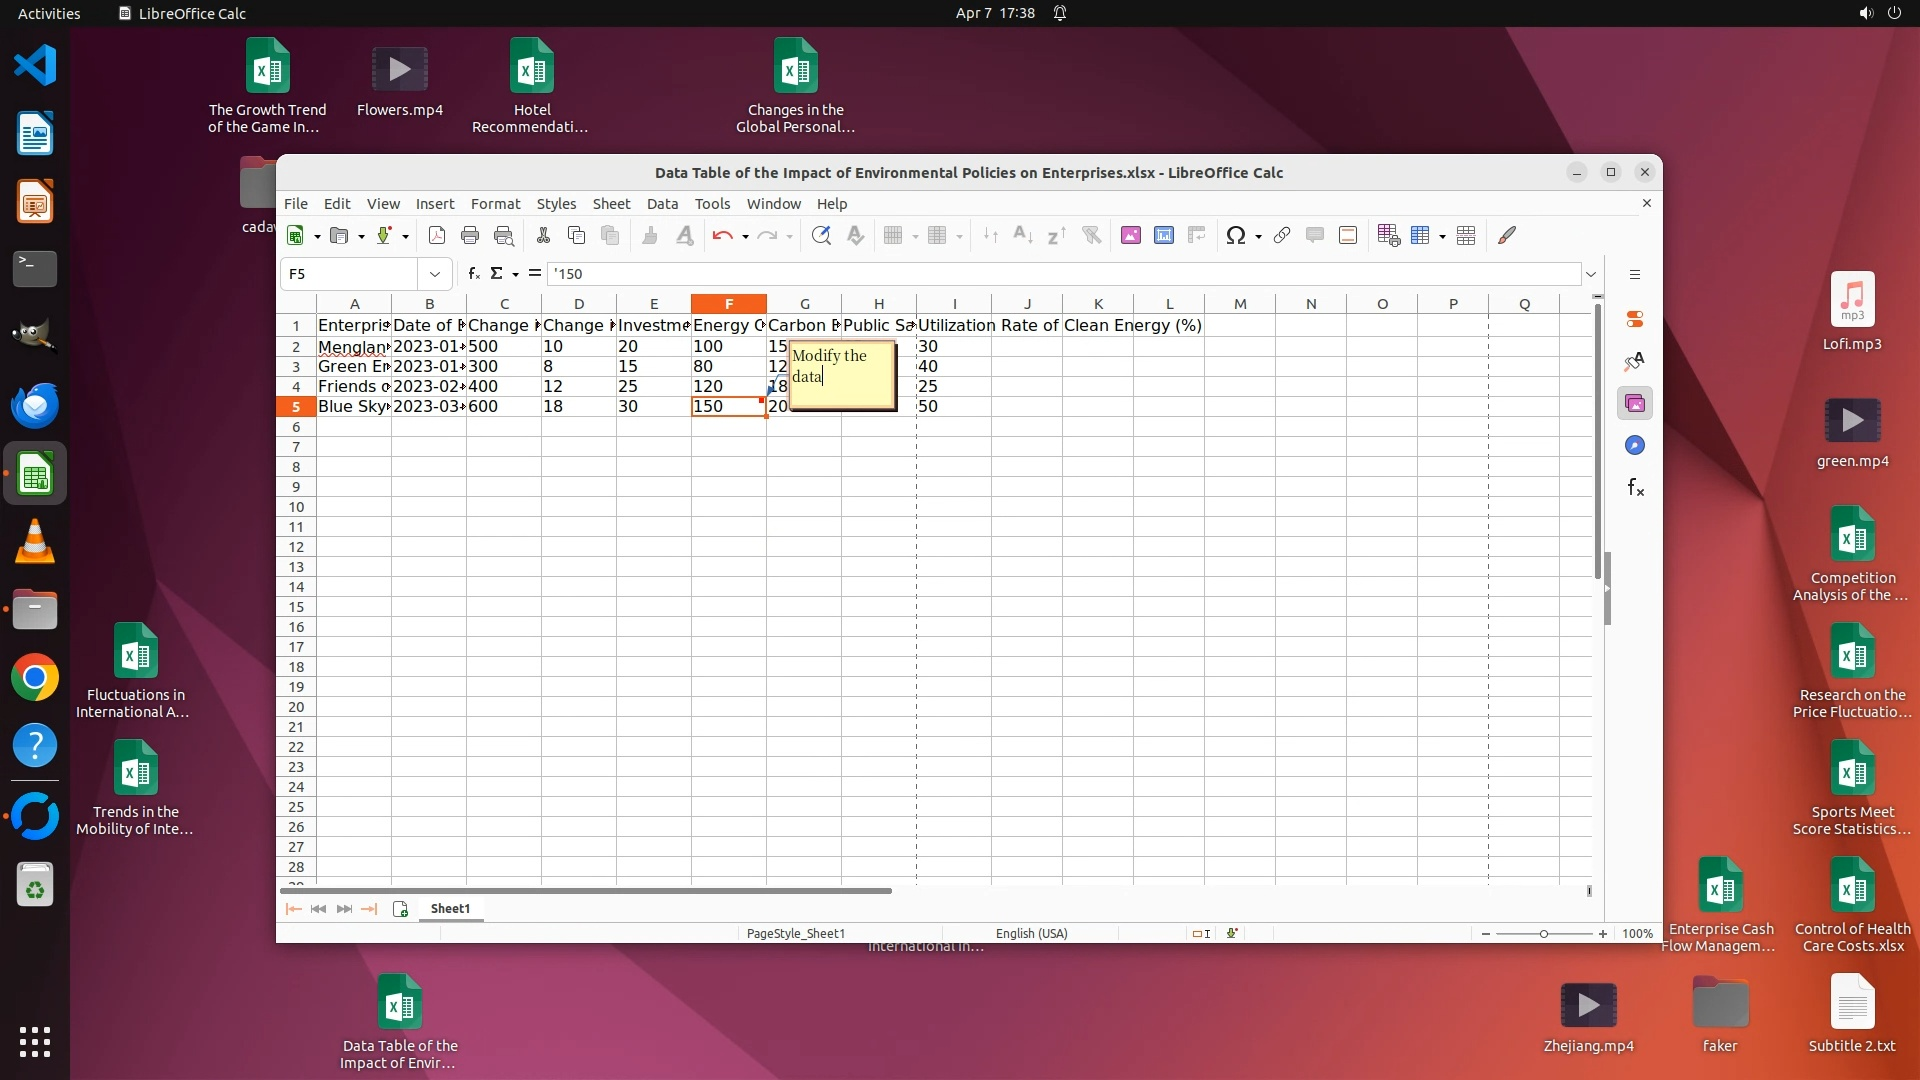 Activities
LibreOffice Calc
Apr 7 17:38
The Growth Trend
of the Game In...
Flowers.mp4
Hotel
Recommendati...
Changes in the
Global Personal...
Data Table of the Impact of Environmental Policies on Enterprises.xlsx - LibreOffice Calc
File Edit View Insert Format Styles Sheet Data Tools Window Help
F5
'150
A B C D E F G H I J K L M N O P Q
1 Enterpris Date of Change Change Investme Energy Carbon Public Sa Utilization Rate of Clean Energy (%)
2 Menglan 2023-01- 500 10 20 100 15 30
3 Green En 2023-01- 300 8 15 80 12 40
4 Friends 2023-02- 400 12 25 120 18 25
5 Blue Sky 2023-03- 600 18 30 150 20 50
Modify the
data
6
7
8
9
10
11
12
13
14
15
16
17
18
19
20
21
22
23
24
25
26
27
28
Sheet1
PageStyle_Sheet1
English (USA)
100%
Lofi.mp3
mp3
green.mp4
Competition
Analysis of the ...
Fluctuations in
International A...
Research on the
Price Fluctuatio...
Trends in the
Mobility of Inte...
Sports Meet
Score Statistics...
Enterprise Cash
Flow Managem...
Control of Health
Care Costs.xlsx
International In...
Data Table of the
Impact of Envir...
Zhejiang.mp4
faker
Subtitle 2.txt